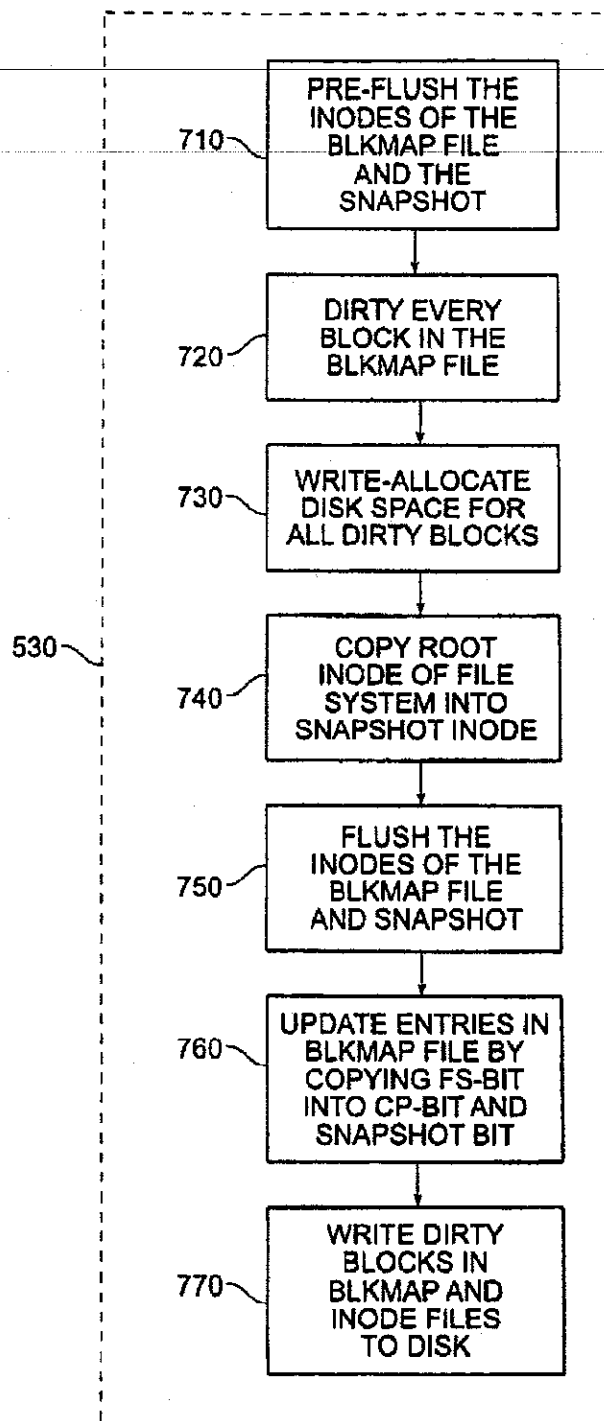 710
PRE-FLUSH THE
INODES OF THE
BLKMAP FILE
AND THE
SNAPSHOT
720
DIRTY EVERY
BLOCK IN THE
BLKMAP FILE
730
WRITE-ALLOCATE
DISK SPACE FOR
ALL DIRTY BLOCKS
530
740
COPY ROOT
INODE OF FILE
SYSTEM INTO
SNAPSHOT INODE
750
FLUSH THE
INODES OF THE
BLKMAP FILE
AND SNAPSHOT
760
UPDATE ENTRIES IN
BLKMAP FILE BY
COPYING FS-BIT
INTO CP-BIT AND
SNAPSHOT BIT
770
WRITE DIRTY
BLOCKS IN
BLKMAP AND
INODE FILES
TO DISK